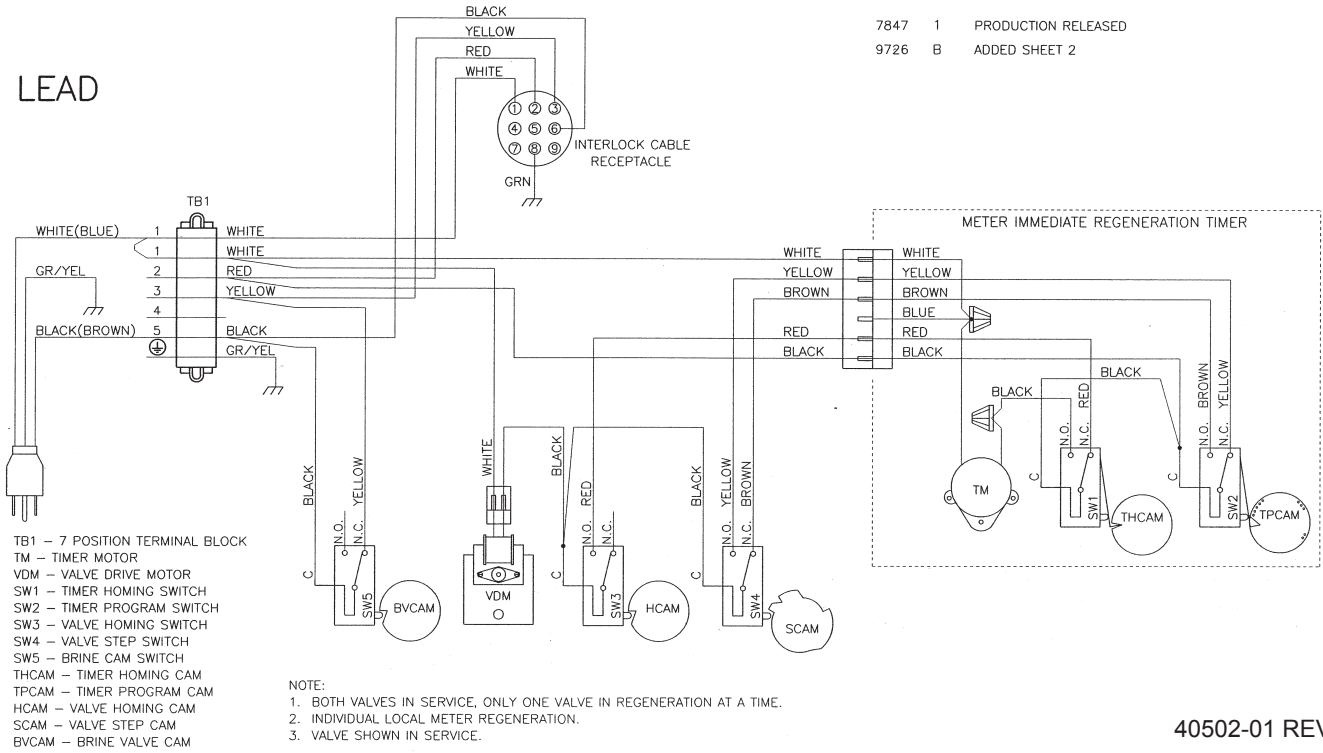 BLACK
YELLOW
RED
WHITE
7847 1 PRODUCTION RELEASED
9726 B ADDED SHEET 2
LEAD
1 2 3
4 5 6
7 8 9
INTERLOCK CABLE
RECEPTACLE
GRN
TB1
WHITE(BLUE) 1 WHITE
1 WHITE
GR/YEL 2 RED
3 YELLOW
4
BLACK(BROWN) 5 BLACK
GR/YEL
METER IMMEDIATE REGENERATION TIMER
WHITE WHITE
YELLOW YELLOW
BROWN BROWN
BLUE
RED RED
BLACK BLACK
BLACK
BLACK
RED
BROWN
YELLOW
N.O.
N.C.
C
SW1
THCAM
TM
N.O.
N.C.
C
SW2
TPCAM
BLACK
YELLOW
N.O.
N.C.
C
SW5
BVCAM
WHITE
VDM
BLACK
RED
N.O.
N.C.
C
SW3
HCAM
BLACK
YELLOW
BROWN
N.O.
N.C.
C
SW4
SCAM
TB1 – 7 POSITION TERMINAL BLOCK
TM – TIMER MOTOR
VDM – VALVE DRIVE MOTOR
SW1 – TIMER HOMING SWITCH
SW2 – TIMER PROGRAM SWITCH
SW3 – VALVE HOMING SWITCH
SW4 – VALVE STEP SWITCH
SW5 – BRINE CAM SWITCH
THCAM – TIMER HOMING CAM
TPCAM – TIMER PROGRAM CAM
HCAM – VALVE HOMING CAM
SCAM – VALVE STEP CAM
BVCAM – BRINE VALVE CAM
NOTE:
1. BOTH VALVES IN SERVICE, ONLY ONE VALVE IN REGENERATION AT A TIME.
2. INDIVIDUAL LOCAL METER REGENERATION.
3. VALVE SHOWN IN SERVICE.
40502-01 REV